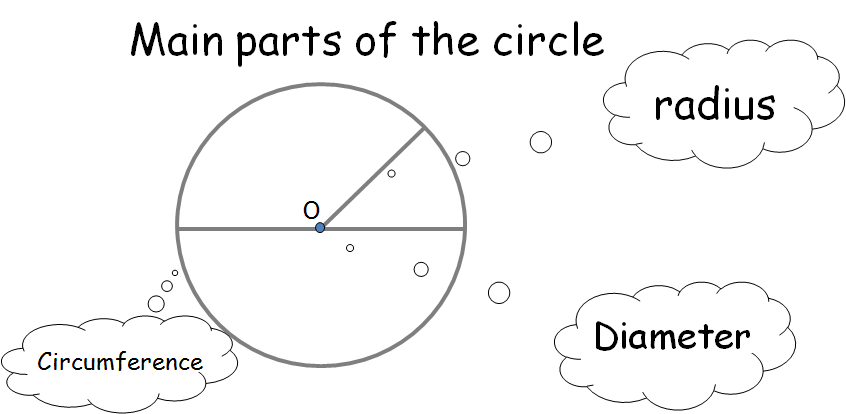 Main parts of the circle
radius
O
Diameter
Circumference